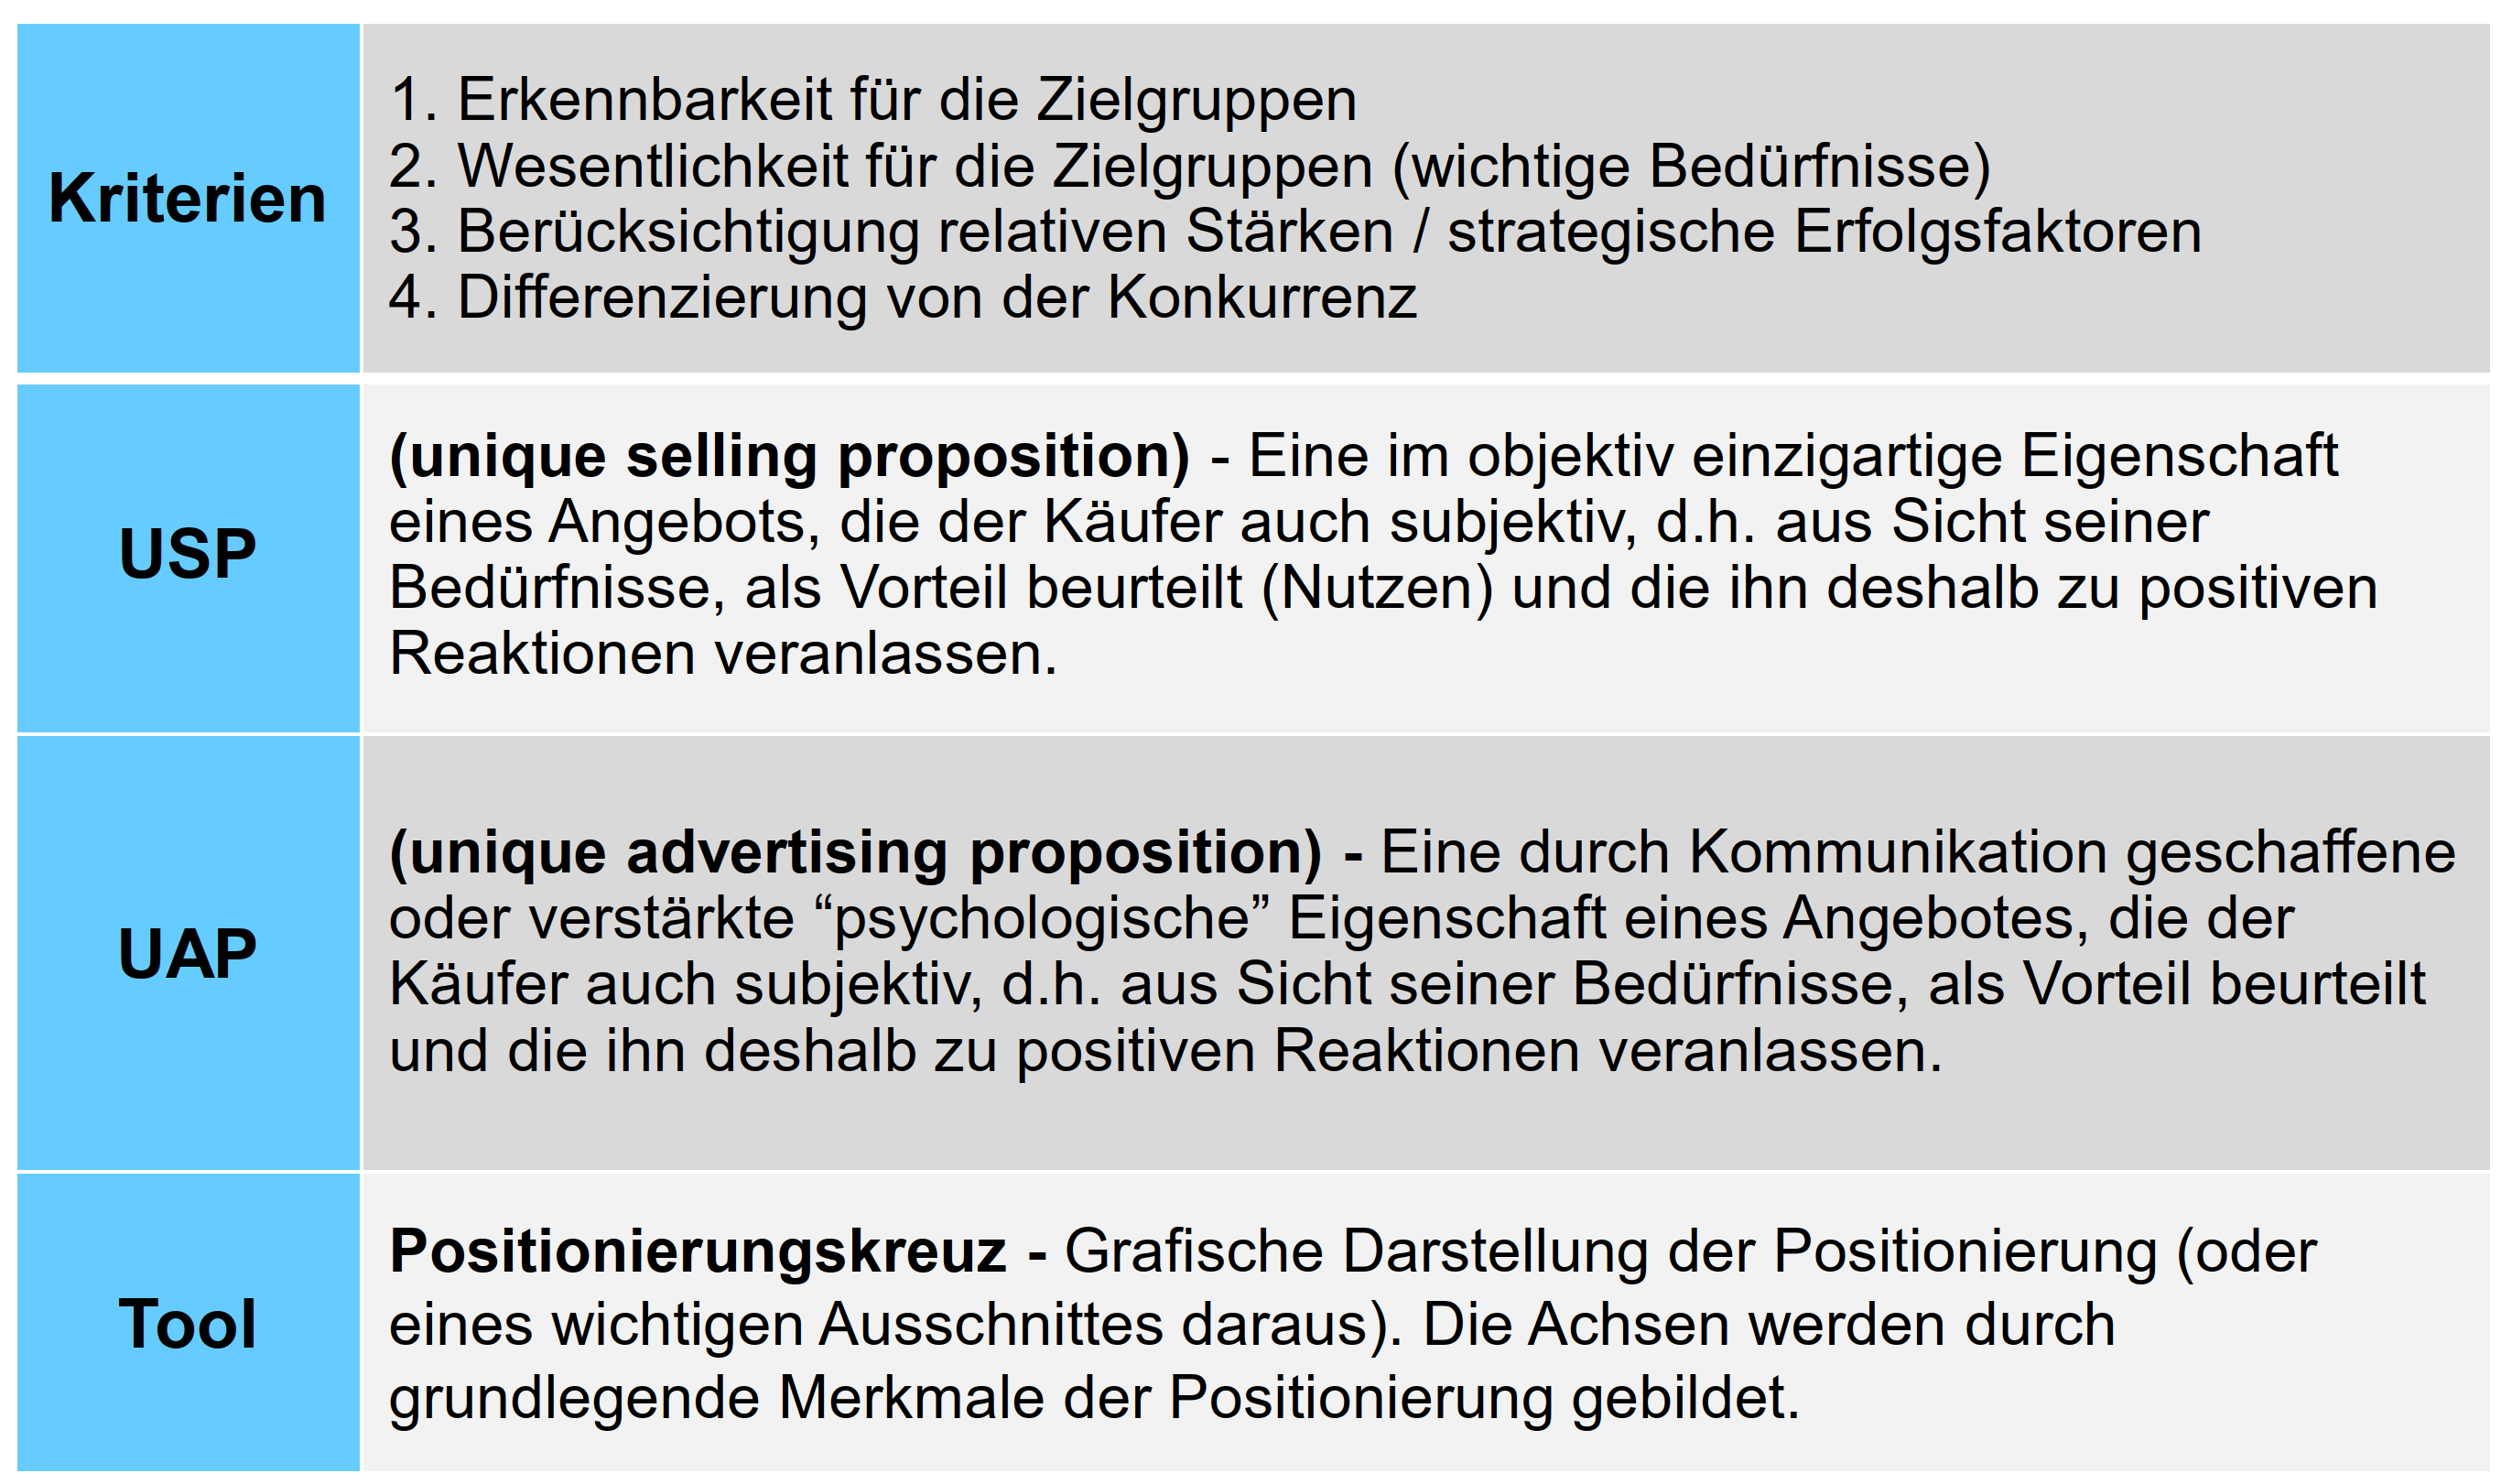 Kriterien
1. Erkennbarkeit für die Zielgruppen
2. Wesentlichkeit für die Zielgruppen (wichtige Bedürfnisse)
3. Berücksichtigung relativen Stärken / strategische Erfolgsfaktoren
4. Differenzierung von der Konkurrenz
USP
(unique selling proposition) - Eine im objektiv einzigartige Eigenschaft
eines Angebots, die der Käufer auch subjektiv, d.h. aus Sicht seiner
Bedürfnisse, als Vorteil beurteilt (Nutzen) und die ihn deshalb zu positiven
Reaktionen veranlassen.
UAP
(unique advertising proposition) - Eine durch Kommunikation geschaffene
oder verstärkte “psychologische” Eigenschaft eines Angebotes, die der
Käufer auch subjektiv, d.h. aus Sicht seiner Bedürfnisse, als Vorteil beurteilt
und die ihn deshalb zu positiven Reaktionen veranlassen.
Tool
Positionierungskreuz - Grafische Darstellung der Positionierung (oder
eines wichtigen Ausschnittes daraus). Die Achsen werden durch
grundlegende Merkmale der Positionierung gebildet.